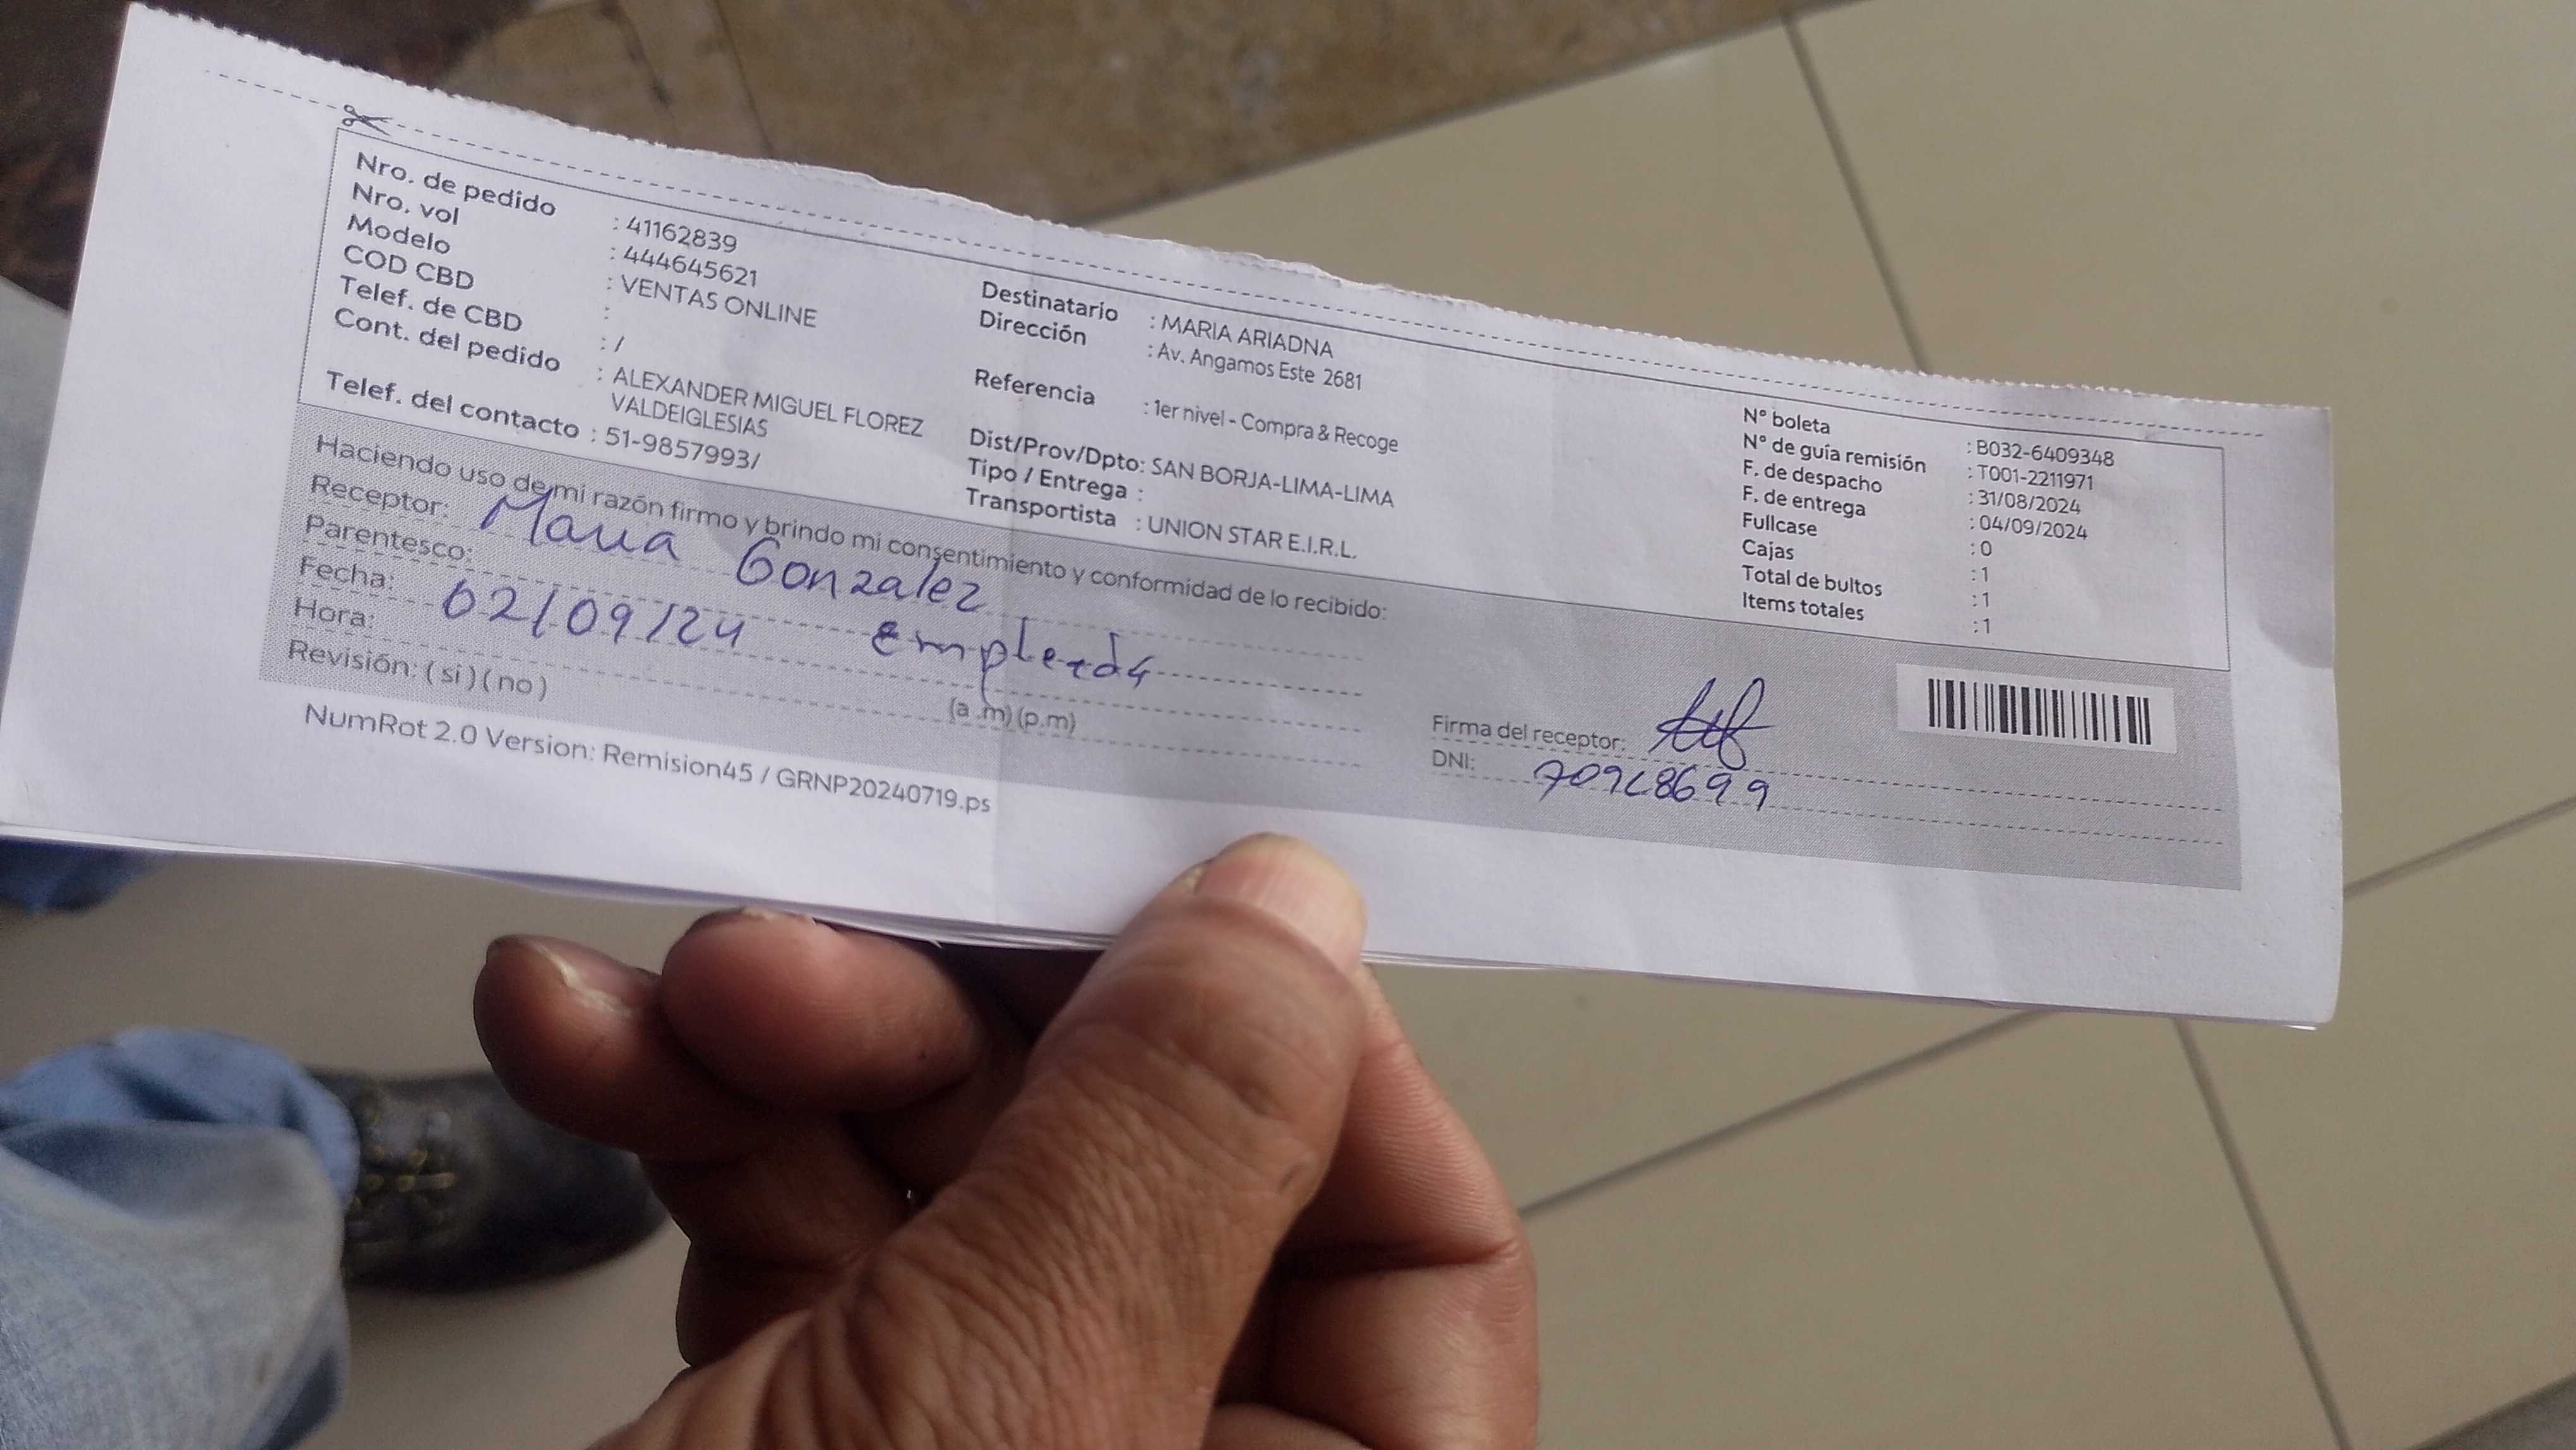 Nro. de pedido : 41162839
Nro. vol : 444645621
Modelo : VENTAS ONLINE
COD CBD :
Telef. de CBD : /
Cont. del pedido : ALEXANDER MIGUEL FLOREZ
VALDEIGLESIAS
Telef. del contacto : 51-9857993/
Destinatario : MARIA ARIADNA
Dirección : Av. Angamos Este 2681
Referencia : 1er nivel - Compra & Recoge
Dist/Prov/Dpto: SAN BORJA-LIMA-LIMA
Tipo / Entrega :
Transportista : UNION STAR E.I.R.L.
N° boleta : B032-6409348
N° de guía remisión : T001-2211971
F. de despacho : 31/08/2024
F. de entrega : 04/09/2024
Fullcase : 0
Cajas : 1
Total de bultos : 1
Items totales : 1
Haciendo uso de mi razón firmo y brindo mi consentimiento y conformidad de lo recibido:
Receptor: Maria Gonzalez
Parentesco: empleada
Fecha: 02/09/24
Hora: (a .m) (p.m)
Revisión: ( si ) ( no )
Firma del receptor:
DNI:
NumRot 2.0 Version: Remision45 / GRNP20240719.ps